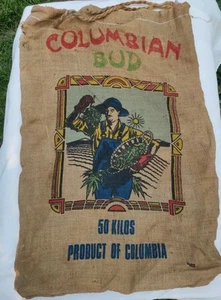 COLUMBIAN
BUD
50 KILOS
PRODUCT OF COLUMBIA